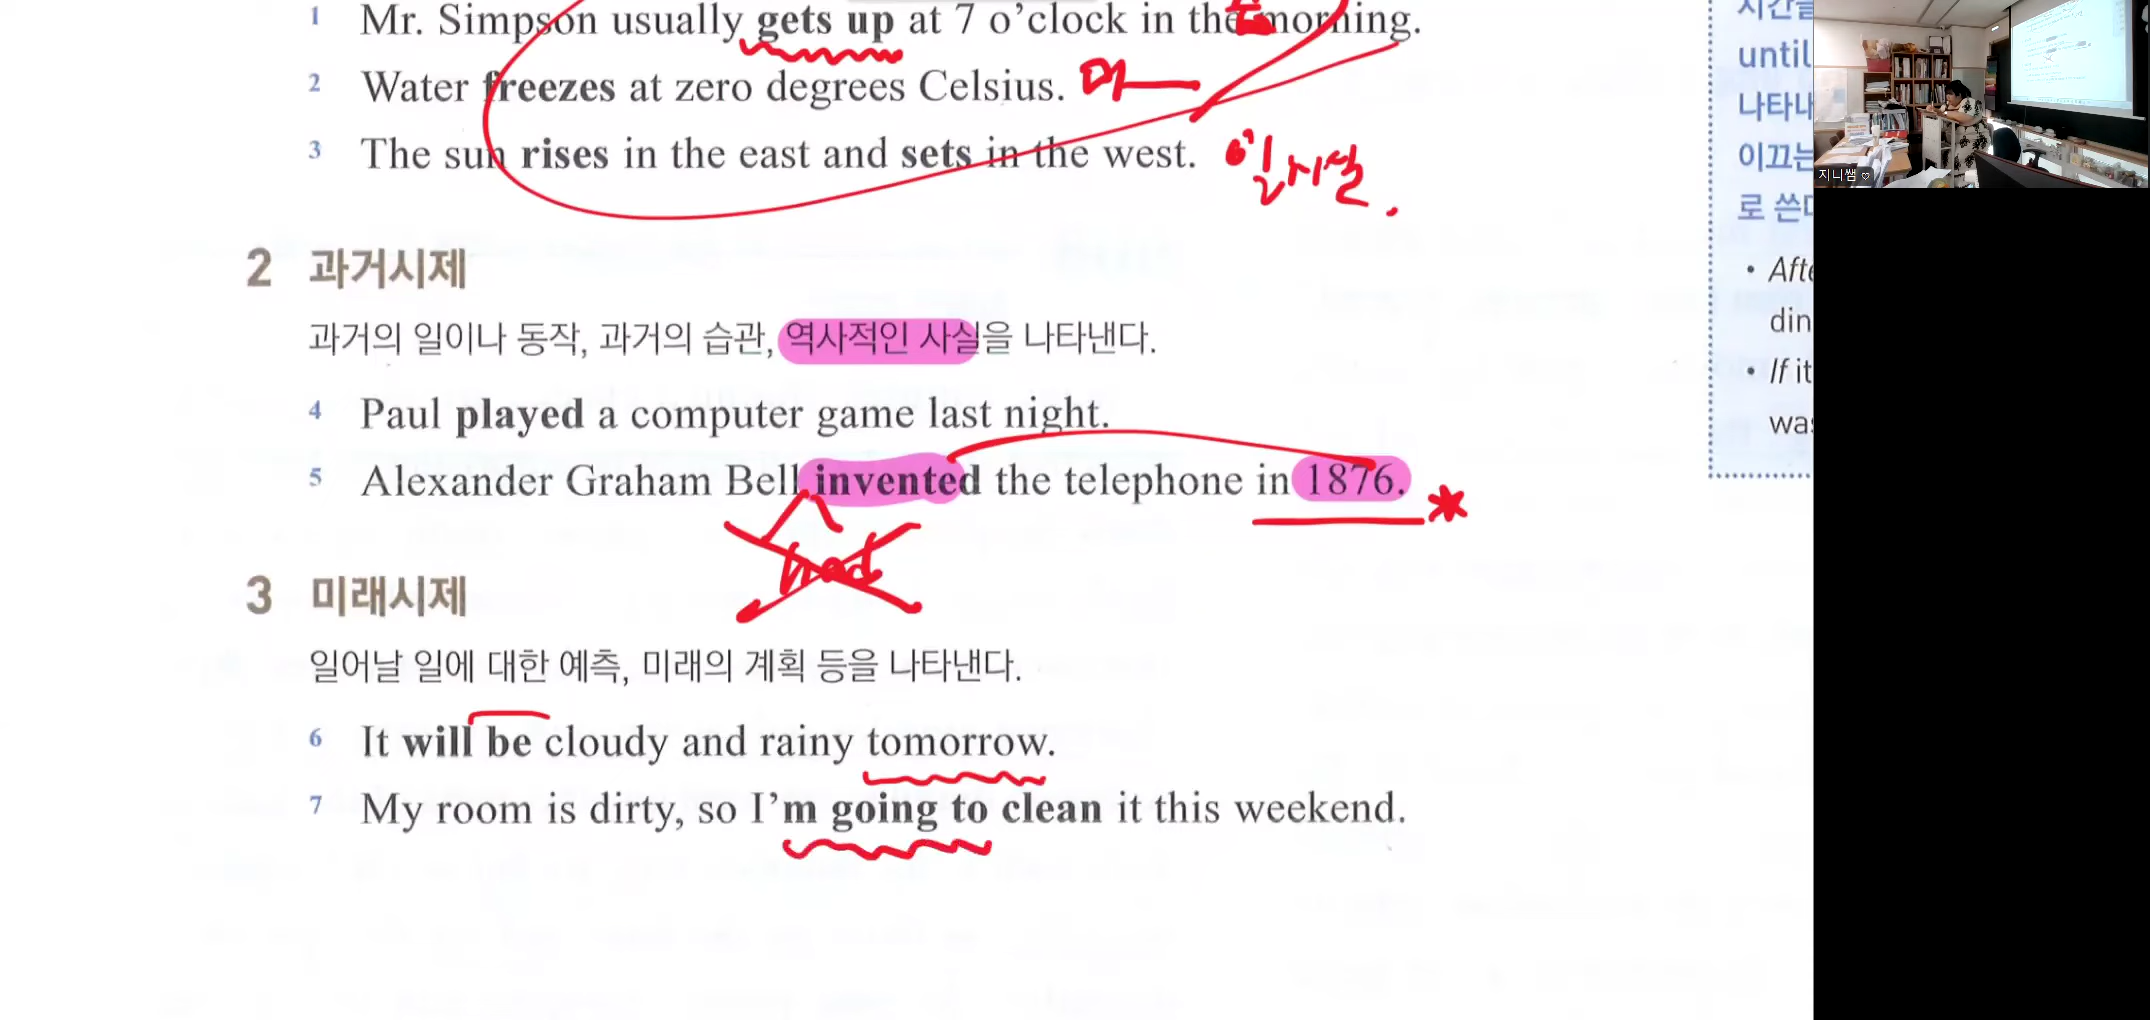 1 Mr. Simpson usually gets up at 7 o'clock in the morning.
2 Water freezes at zero degrees Celsius.
3 The sun rises in the east and sets in the west.
2 과거시제
과거의 일이나 동작, 과거의 습관, 역사적인 사실을 나타낸다.
4 Paul played a computer game last night.
5 Alexander Graham Bell invented the telephone in 1876.
had
3 미래시제
일어날 일에 대한 예측, 미래의 계획 등을 나타낸다.
6 It will be cloudy and rainy tomorrow.
7 My room is dirty, so I'm going to clean it this weekend.
until
나타내
이끄는
로 쓴다
• Afte
din
• If it
was
지니쌤 ♡